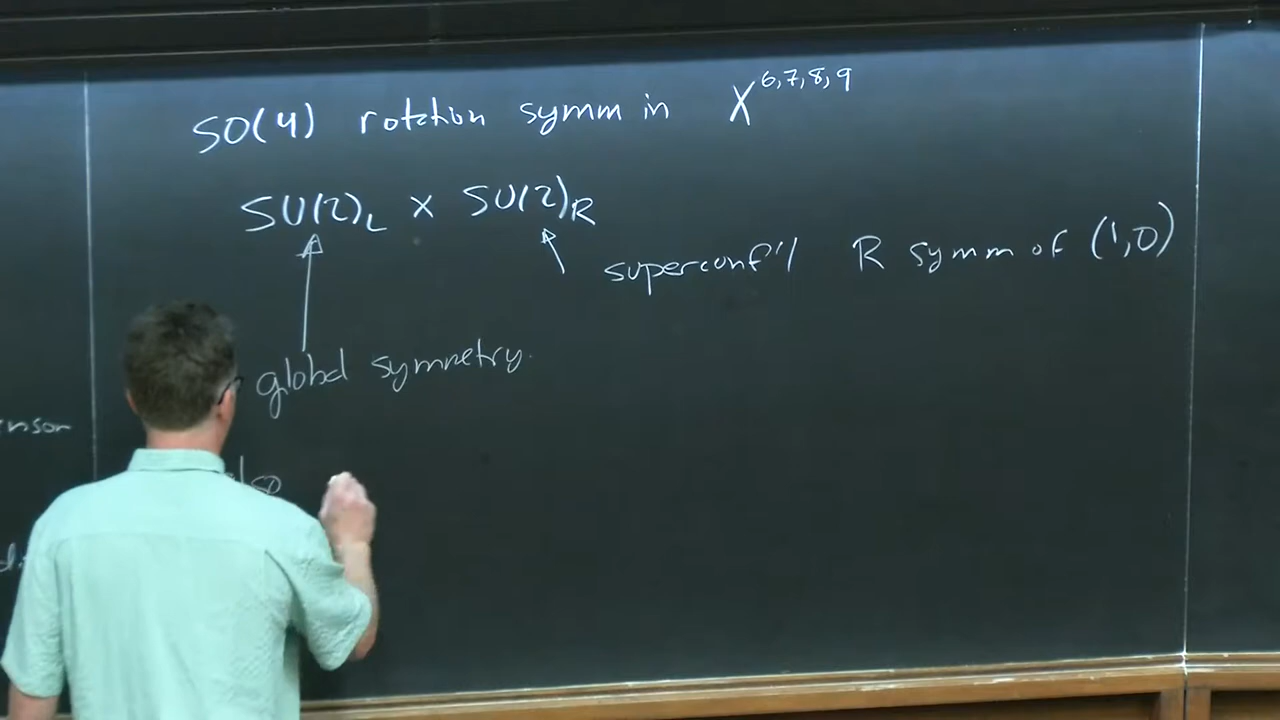 SO(4) rotation symm in X^6,7,8,9
SU(2)_L x SU(2)_R
superconf'l R symm of (1,0)
global symmetry.